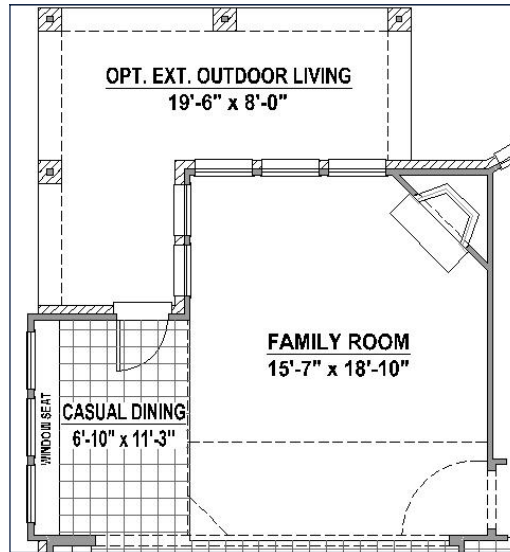 OPT. EXT. OUTDOOR LIVING
19'-6" x 8'-0"
FAMILY ROOM
15'-7" x 18'-10"
WINDOW SEAT
CASUAL DINING
6'-10" x 11'-3"